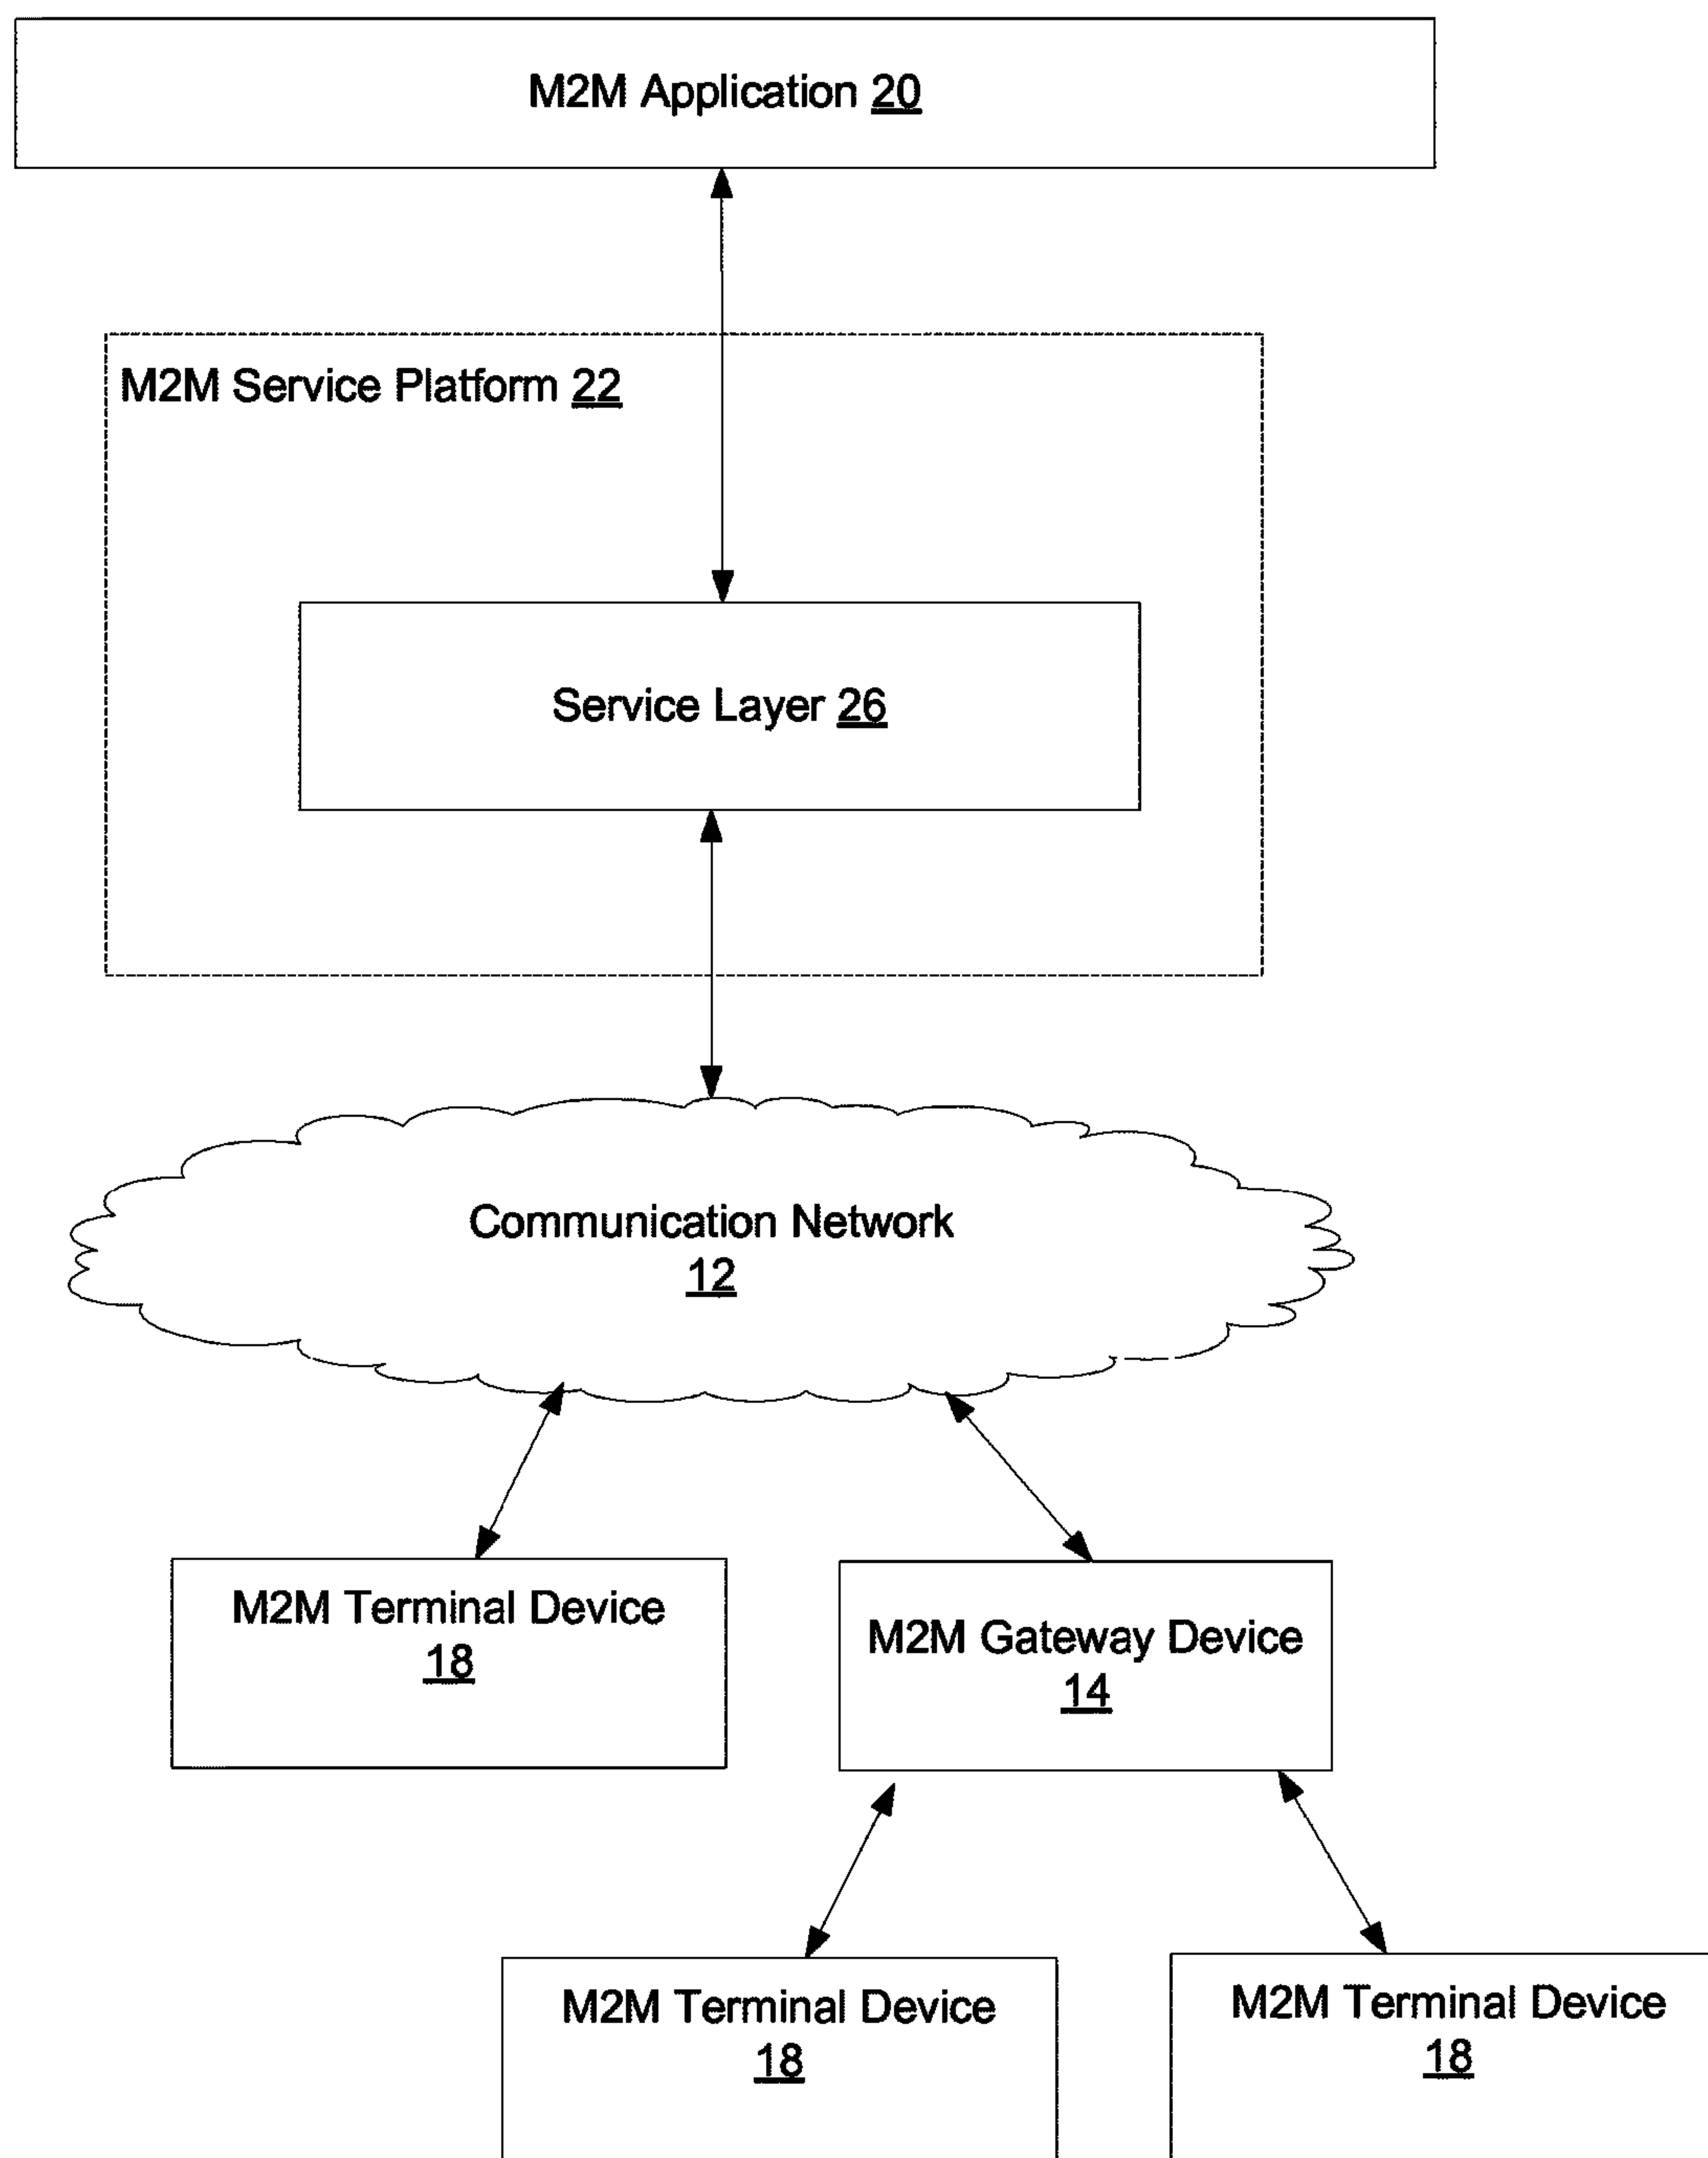 M2M Application 20
M2M Service Platform 22
Service Layer 26
Communication Network
12
M2M Terminal Device
18
M2M Gateway Device
14
M2M Terminal Device
18
M2M Terminal Device
18